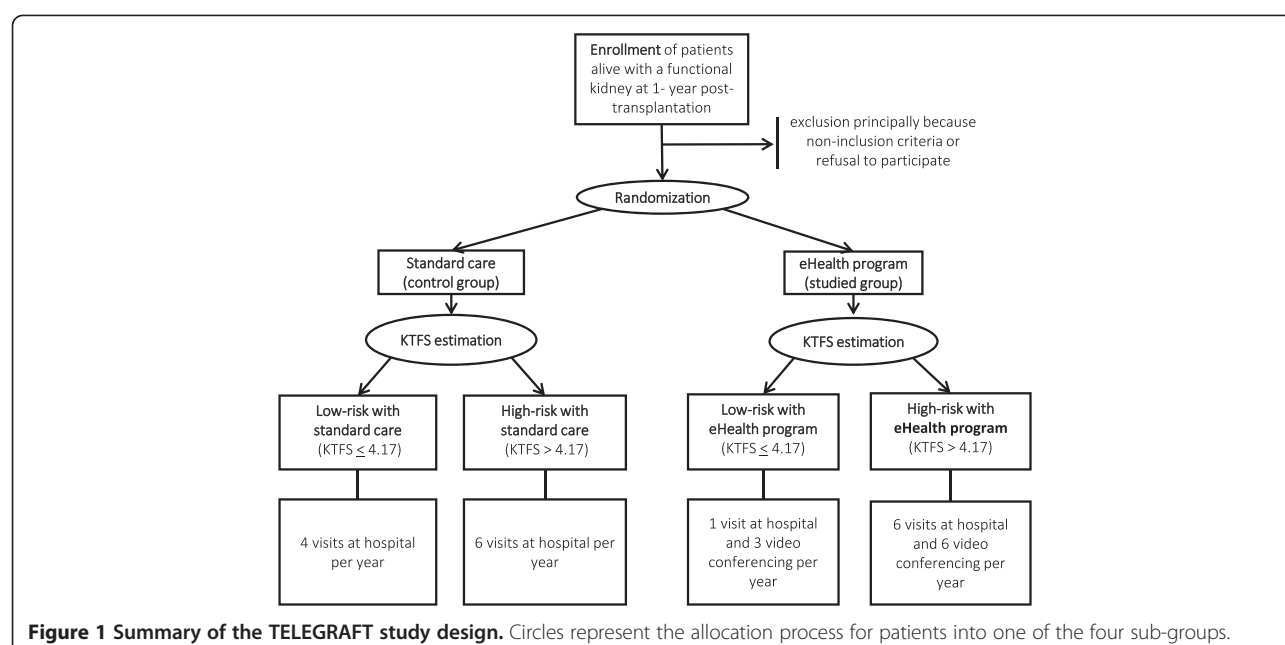 Enrollment of patients
alive with a functional
kidney at 1- year post-
transplantation
exclusion principally because
non-inclusion criteria or
refusal to participate
Randomization
Standard care
(control group)
eHealth program
(studied group)
KTFS estimation
KTFS estimation
Low-risk with
standard care
(KTFS ≤ 4.17)
High-risk with
standard care
(KTFS > 4.17)
Low-risk with
eHealth program
(KTFS ≤ 4.17)
High-risk with
eHealth program
(KTFS > 4.17)
4 visits at hospital
per year
6 visits at hospital per
year
1 visit at hospital
and 3 video
conferencing per
year
6 visits at hospital
and 6 video
conferencing per
year
Figure 1 Summary of the TELEGRAFT study design. Circles represent the allocation process for patients into one of the four sub-groups.